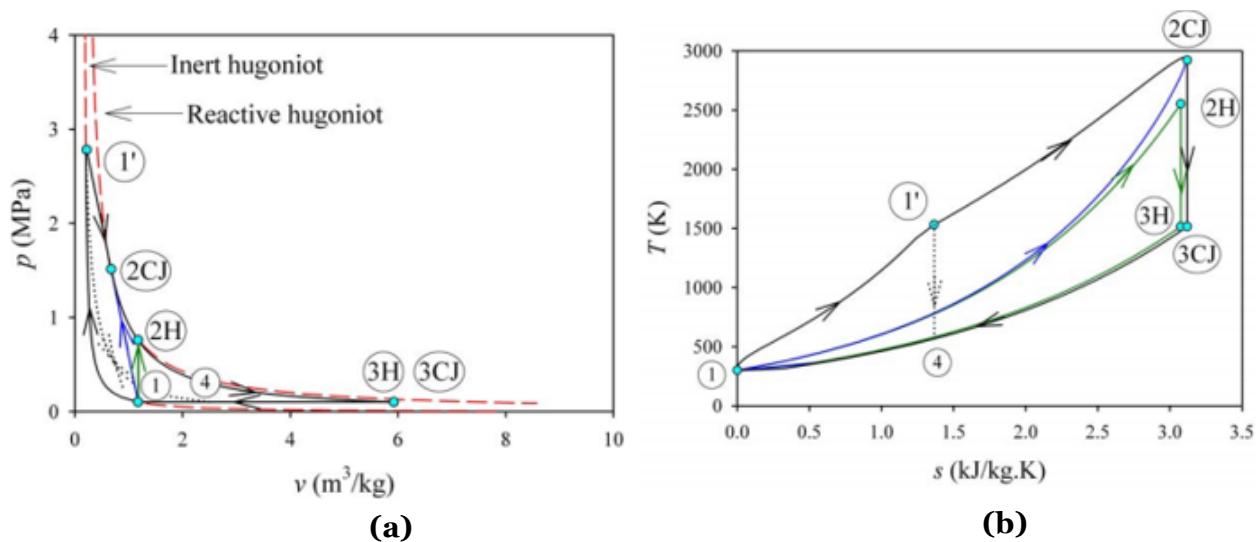 4
3
2
1
0
p (MPa)
Inert hugoniot
Reactive hugoniot
1'
2CJ
2H
1
4
3H
3CJ
0
2
4
6
8
10
v (m³/kg)
(a)
3000
2500
2000
1500
1000
500
0
T (K)
2CJ
2H
1'
3H
3CJ
4
1
0.0
0.5
1.0
1.5
2.0
2.5
3.0
3.5
s (kJ/kg.K)
(b)